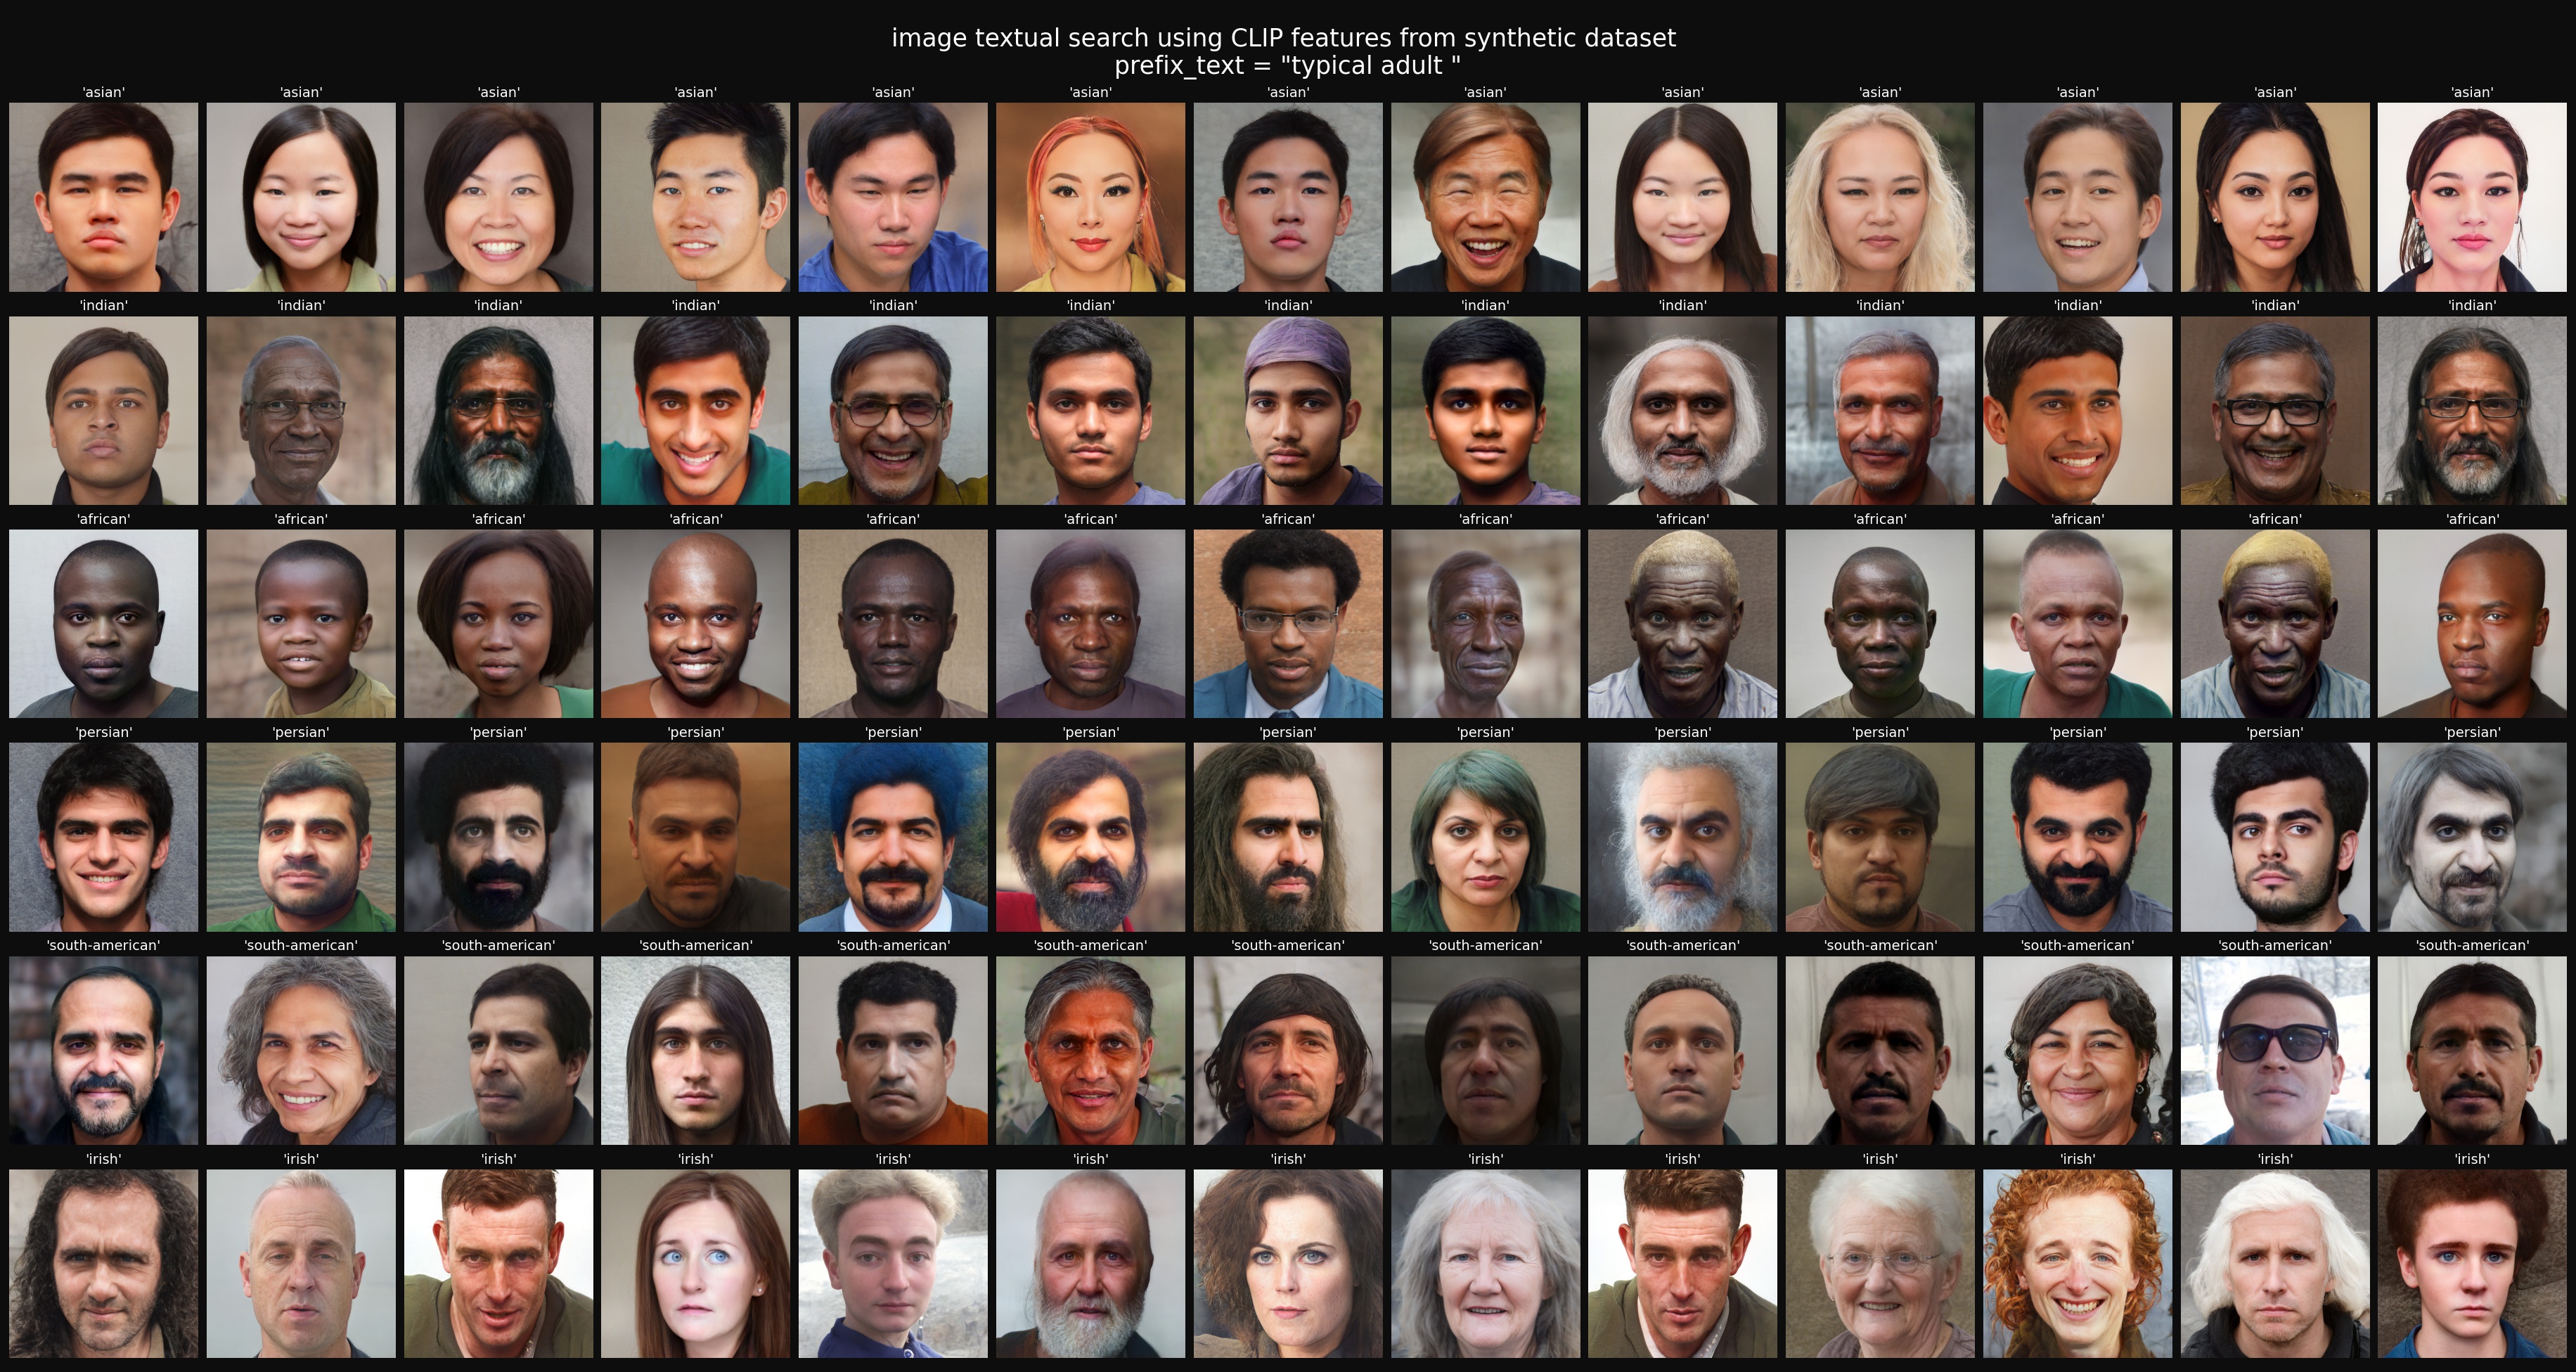 image textual search using CLIP features from synthetic dataset
prefix_text = "typical adult "
'asian' 'asian' 'asian' 'asian' 'asian' 'asian' 'asian' 'asian' 'asian' 'asian' 'asian' 'asian' 'asian'
'indian' 'indian' 'indian' 'indian' 'indian' 'indian' 'indian' 'indian' 'indian' 'indian' 'indian' 'indian' 'indian'
'african' 'african' 'african' 'african' 'african' 'african' 'african' 'african' 'african' 'african' 'african' 'african' 'african'
'persian' 'persian' 'persian' 'persian' 'persian' 'persian' 'persian' 'persian' 'persian' 'persian' 'persian' 'persian' 'persian'
'south-american' 'south-american' 'south-american' 'south-american' 'south-american' 'south-american' 'south-american' 'south-american' 'south-american' 'south-american' 'south-american' 'south-american' 'south-american'
'irish' 'irish' 'irish' 'irish' 'irish' 'irish' 'irish' 'irish' 'irish' 'irish' 'irish' 'irish' 'irish'